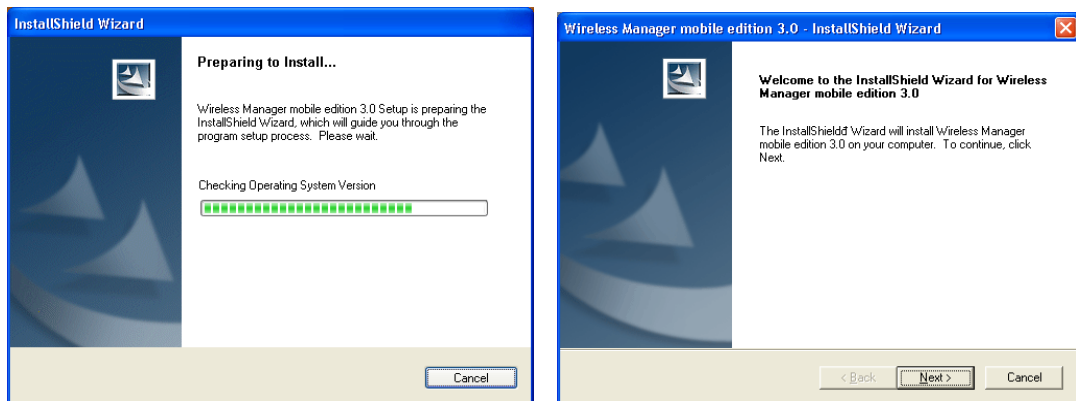 InstallShield Wizard
Preparing to Install...
Wireless Manager mobile edition 3.0 Setup is preparing the
InstallShield Wizard, which will guide you through the
program setup process. Please wait.
Checking Operating System Version
Cancel
Wireless Manager mobile edition 3.0 - InstallShield Wizard
Welcome to the InstallShield Wizard for Wireless
Manager mobile edition 3.0
The InstallShieldđ Wizard will install Wireless Manager
mobile edition 3.0 on your computer. To continue, click
Next.
< Back
Next >
Cancel